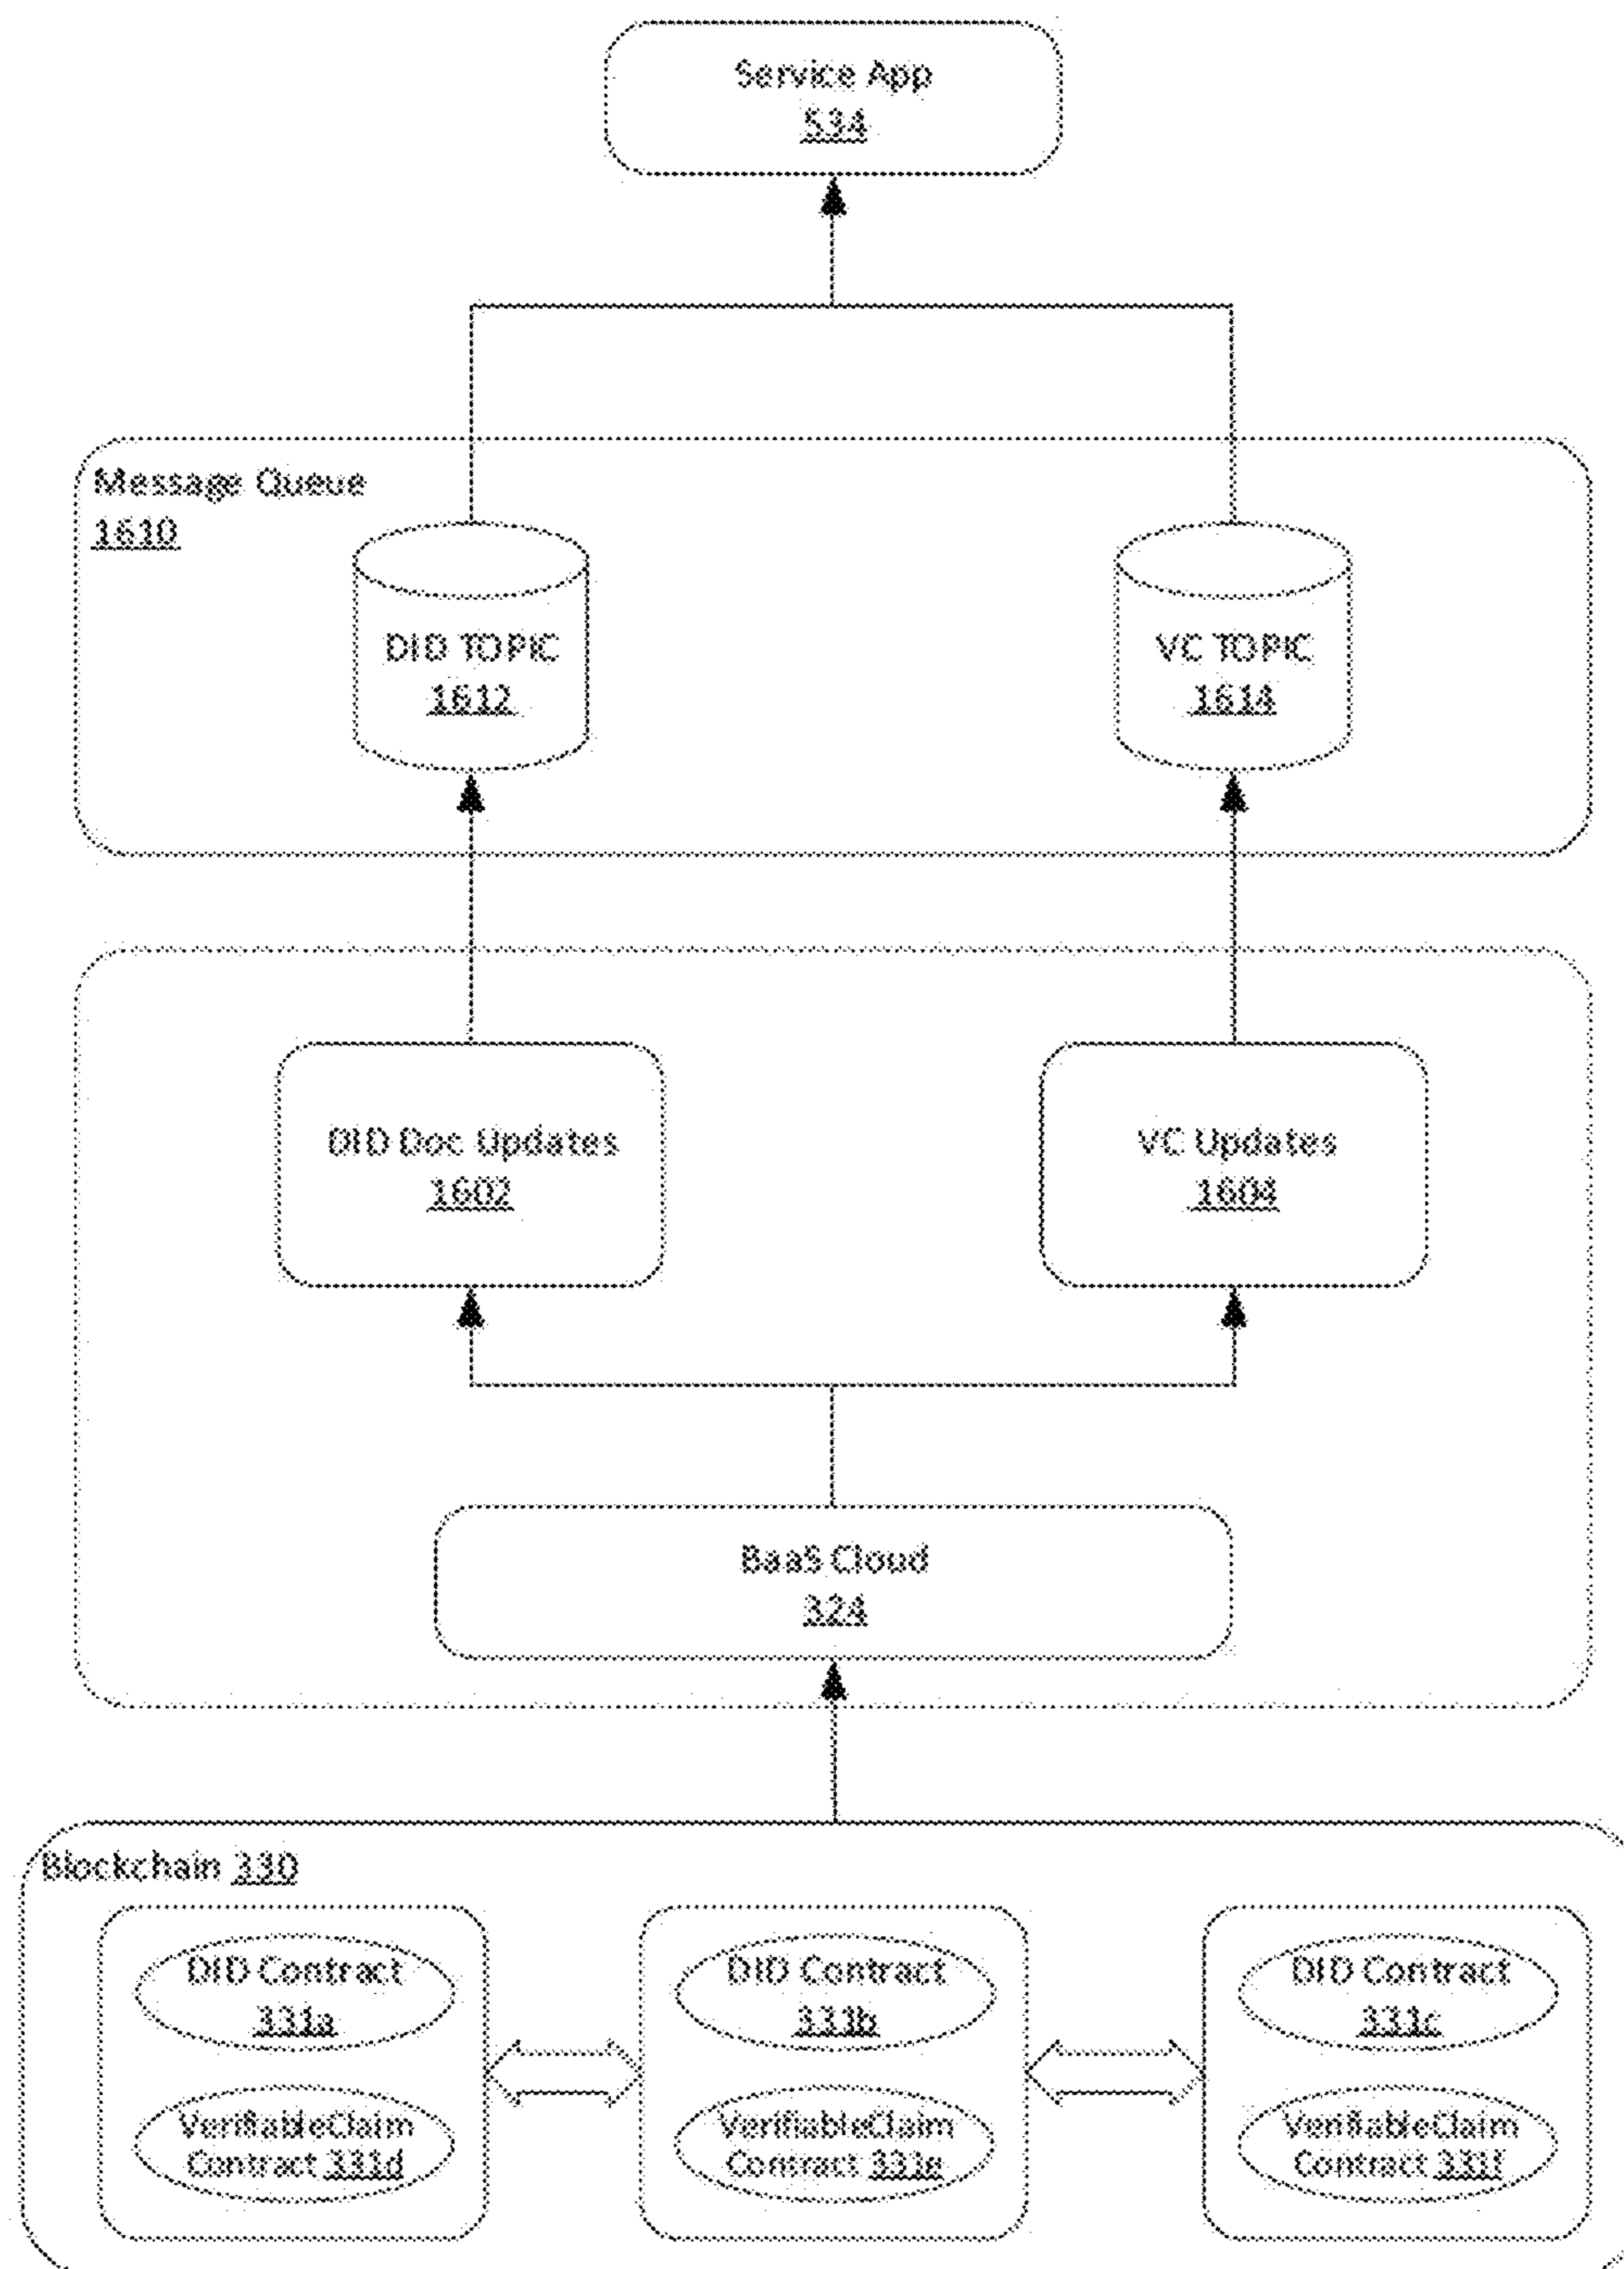 Service App
534
Message Queue
1610
DID TOPIC
1612
VC TOPIC
1614
DID Doc Updates
1602
VC Updates
1604
BaaS Cloud
324
Blockchain 330
DID Contract
331a
DID Contract
331b
DID Contract
331c
VerifiableClaim
Contract 331d
VerifiableClaim
Contract 331e
VerifiableClaim
Contract 331f